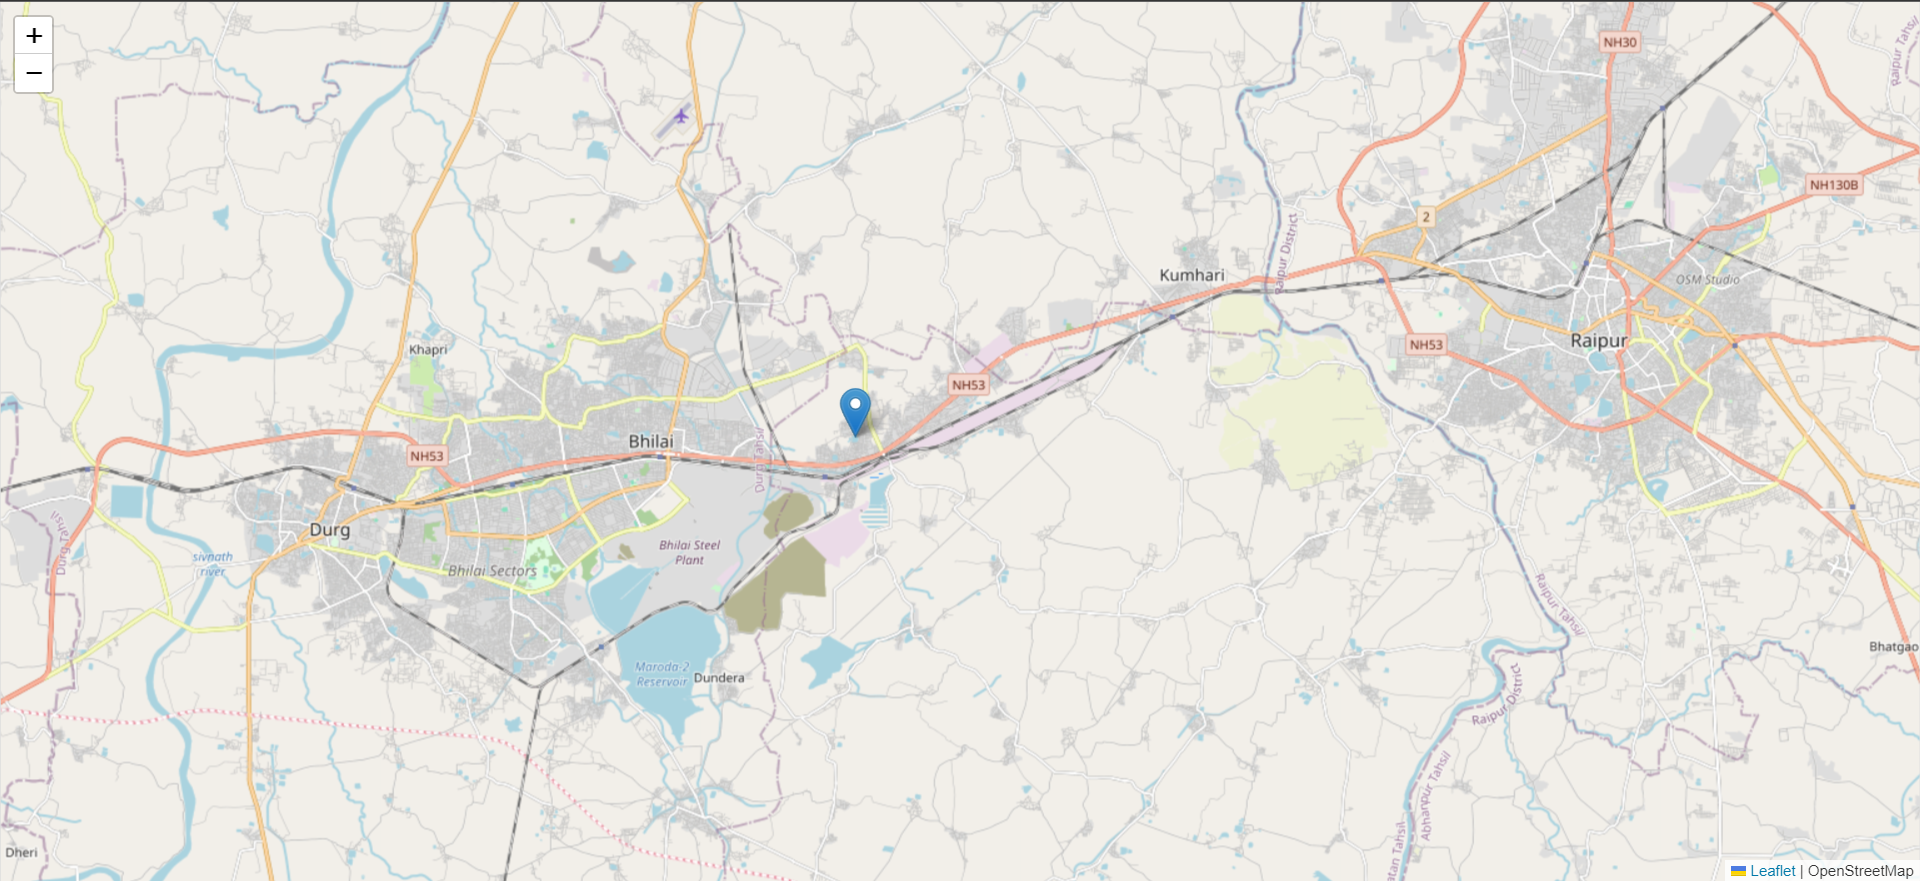 +
−
NH30
Raipur Tahsil
NH130B
2
Raipur District
Kumhari
OSM Studio
NH53
Raipur
Khapri
NH53
Bhilai
NH53
Durg Tahsil
Durg
Durg Tahsil
sivnath
river
Bhilai Sectors
Bhilai Steel
Plant
Raipur Tahsil
Bhatgao
Maroda-2
Reservoir
Dundera
Raipur District
Abhanpur Tahsil
atan Tahsil
Dheri
Leaflet | OpenStreetMap